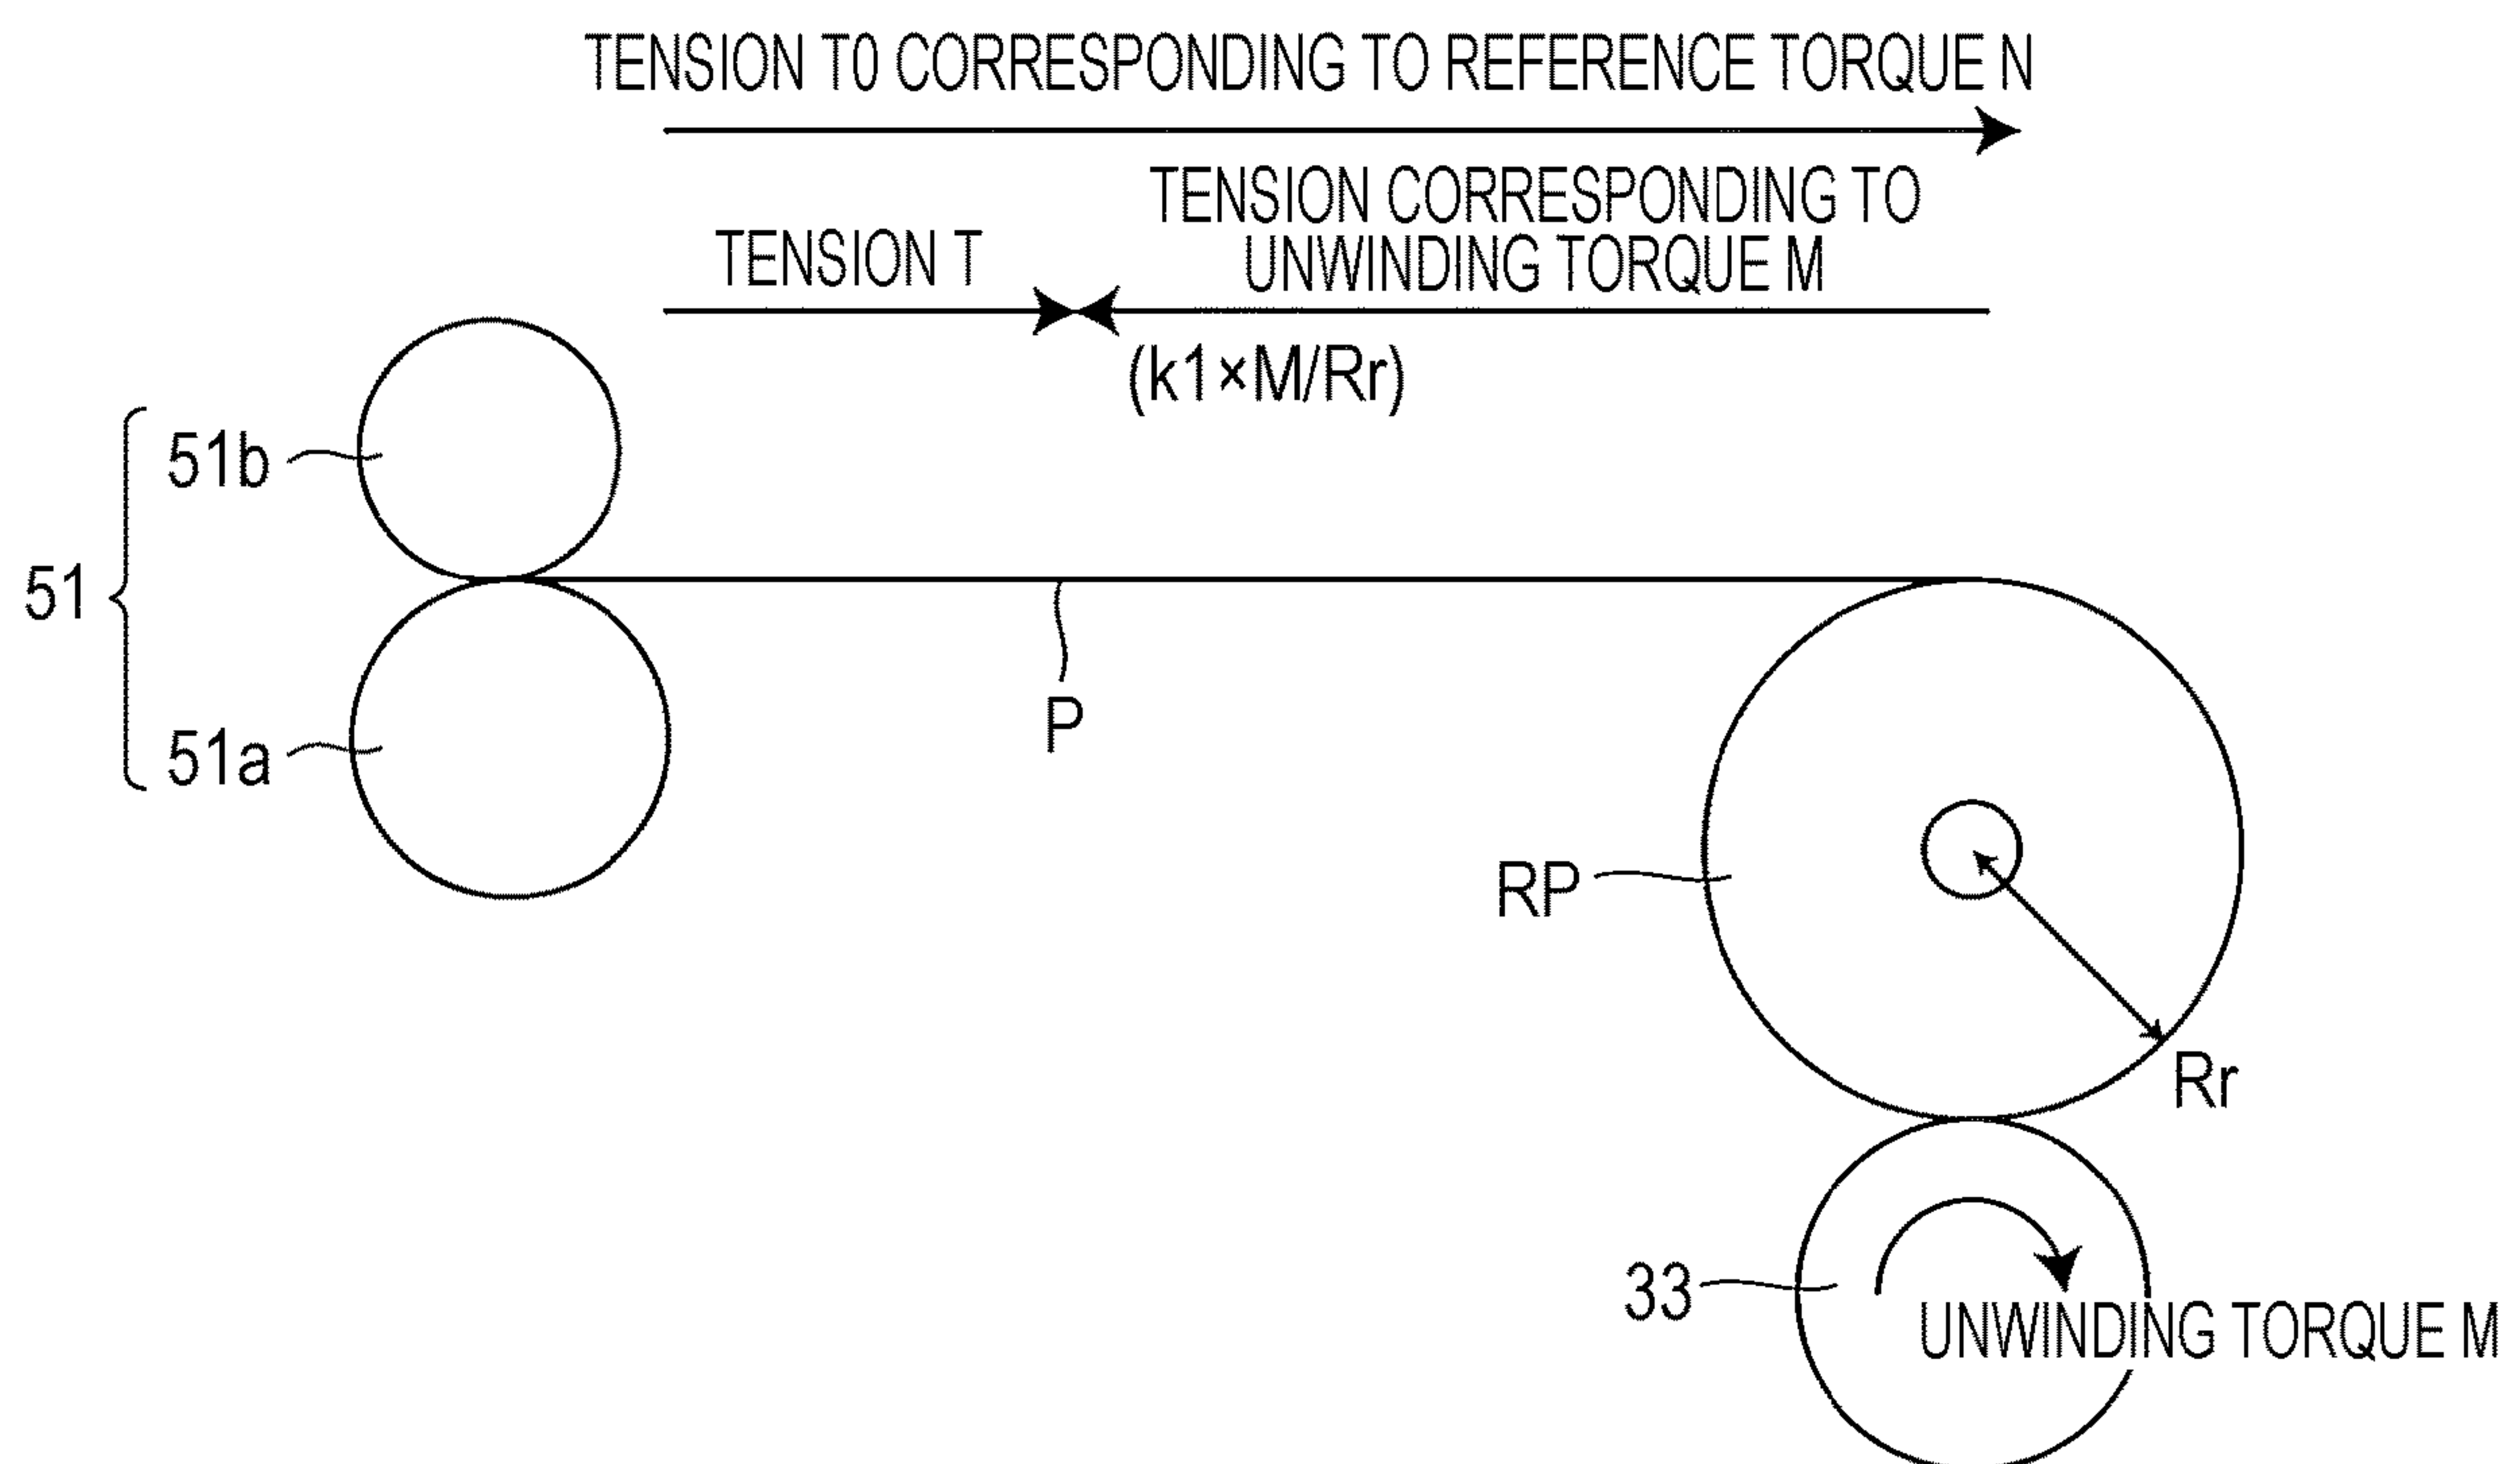 TENSION T0 CORRESPONDING TO REFERENCE TORQUE N
TENSION CORRESPONDING TO
UNWINDING TORQUE M
TENSION T
(k1×M/Rr)
51b
51
51a
P
RP
Rr
33
UNWINDING TORQUE M